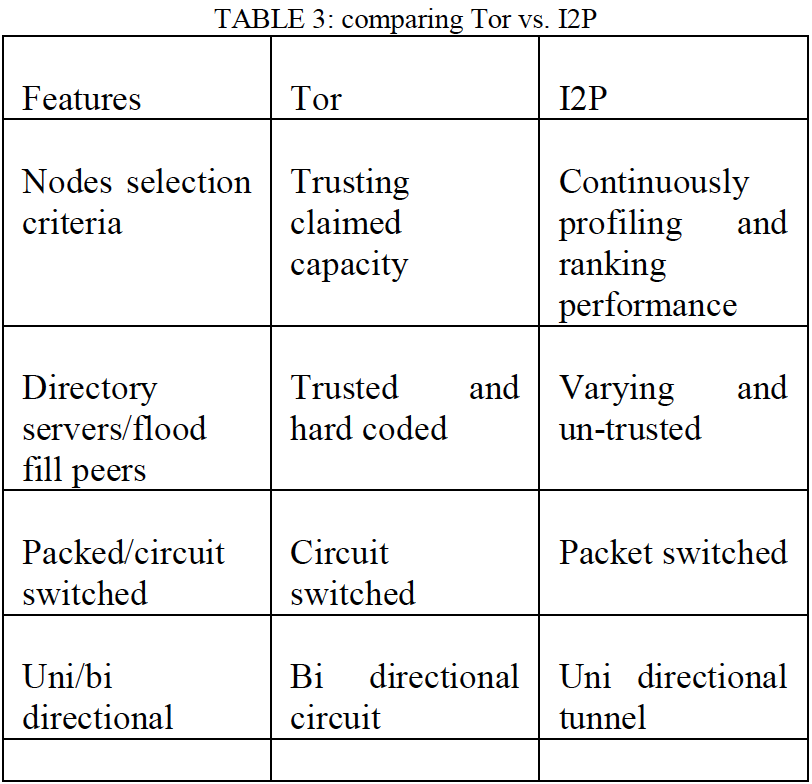 TABLE 3: comparing Tor vs. I2P
Features Tor I2P
Nodes selection Trusting Continuously
criteria claimed profiling and
capacity ranking
performance
Directory Trusted and Varying and
servers/flood hard coded un-trusted
fill peers
Packed/circuit Circuit Packet switched
switched switched
Uni/bi Bi directional Uni directional
directional circuit tunnel